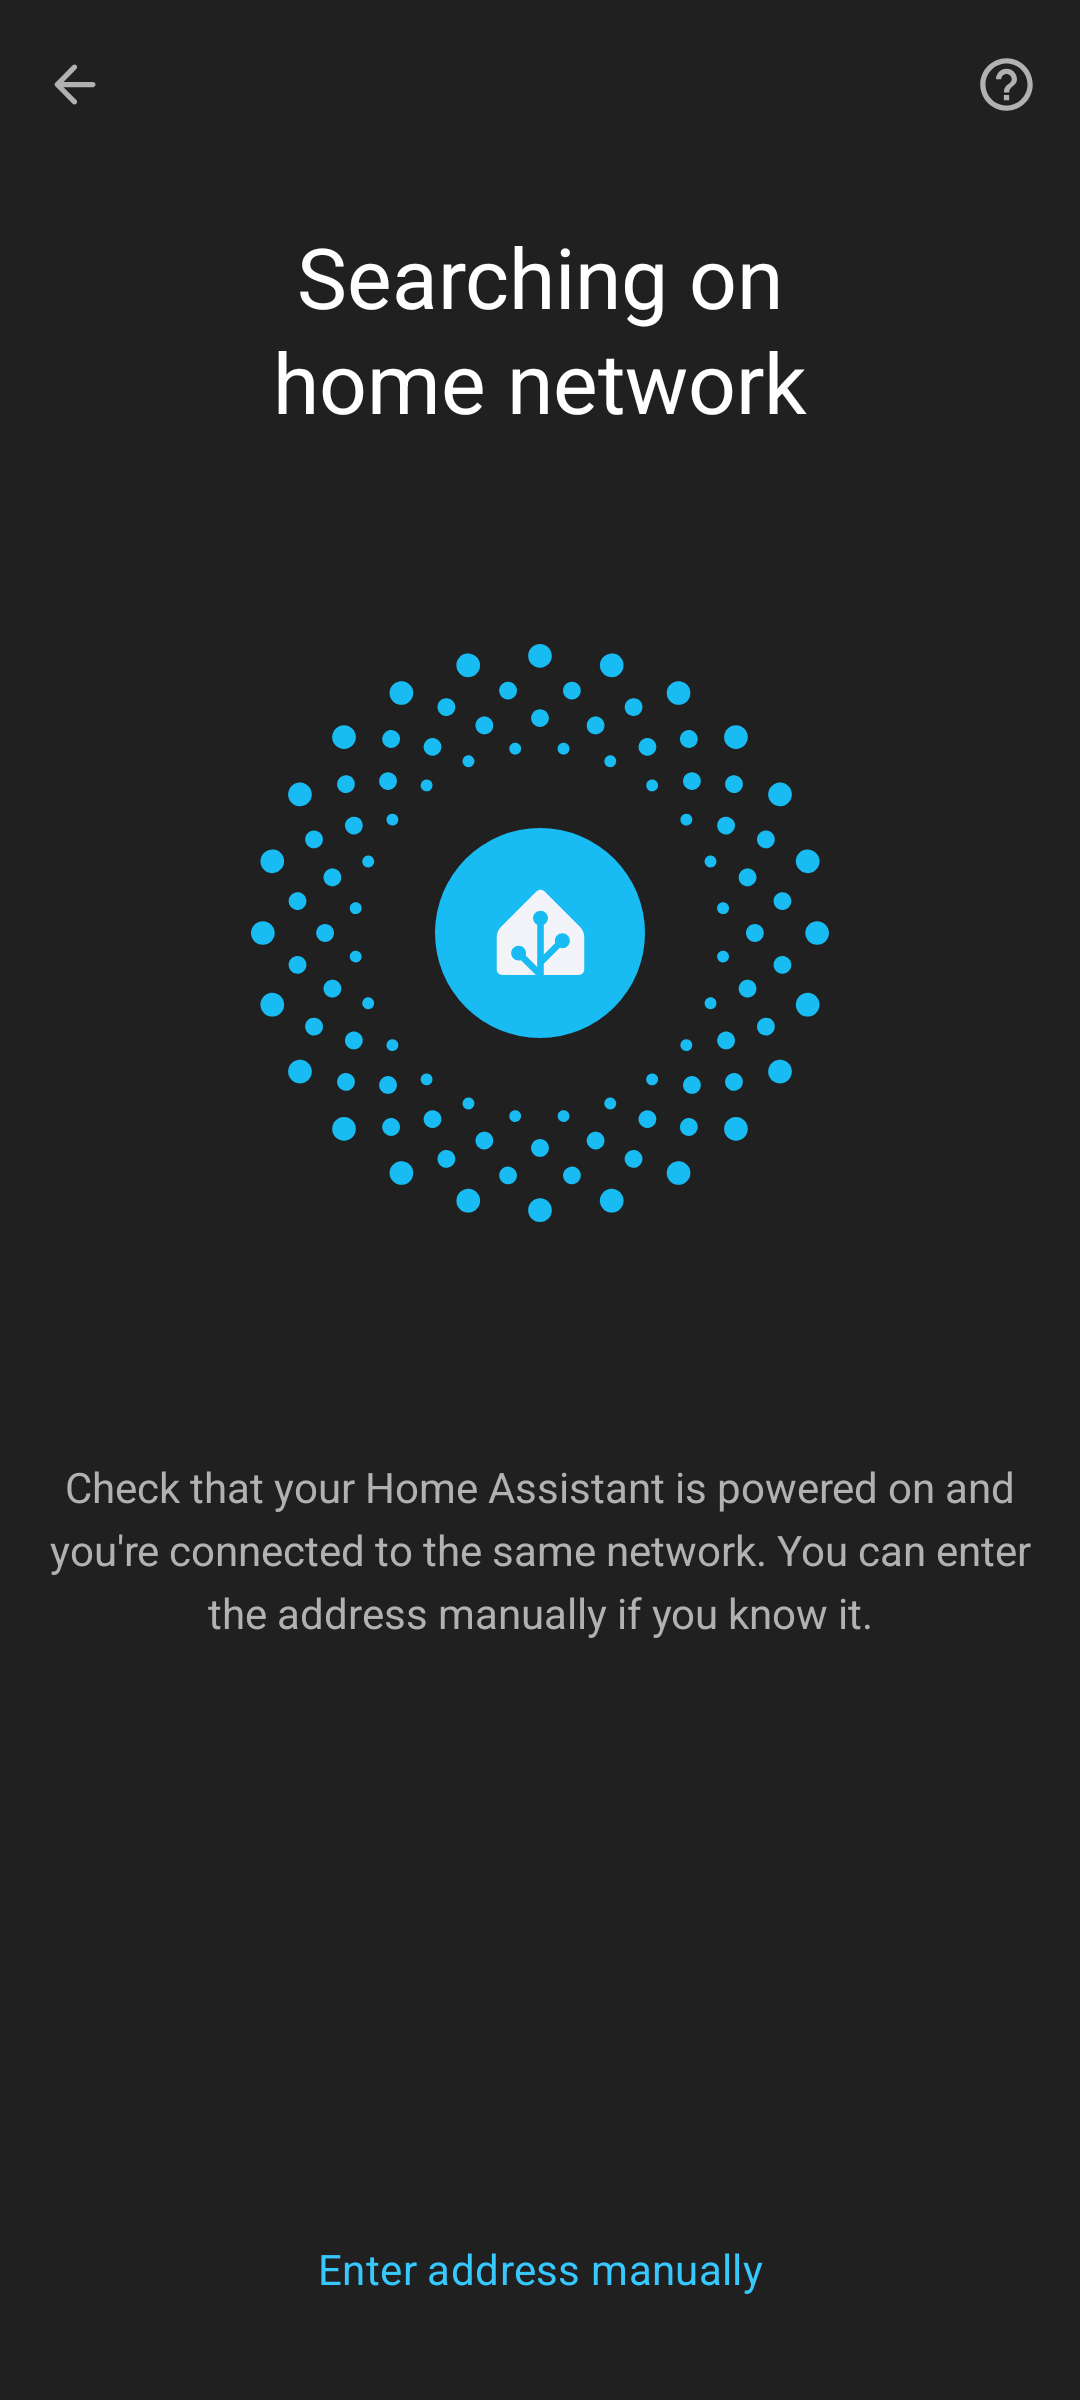 Searching on
home network
Check that your Home Assistant is powered on and
you're connected to the same network. You can enter
the address manually if you know it.
Enter address manually